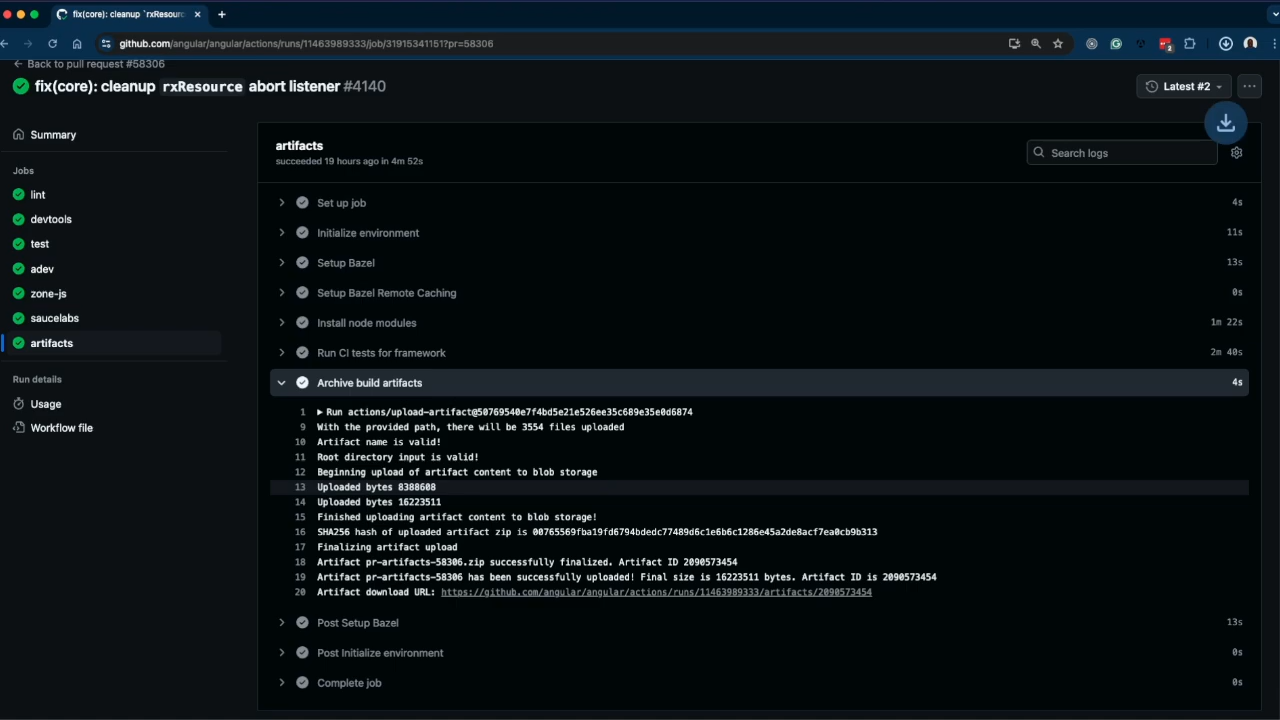 fix(core): cleanup `rxResourc
github.com/angular/angular/actions/runs/11463989333/job/31915341151?pr=58306
2
← Back to pull request #58306
fix(core): cleanup rxResource abort listener #4140
Latest #2
Summary
Jobs
lint
devtools
test
adev
zone-js
saucelabs
artifacts
Run details
Usage
Workflow file
artifacts
succeeded 19 hours ago in 4m 52s
Search logs
Set up job 4s
Initialize environment 11s
Setup Bazel 13s
Setup Bazel Remote Caching 0s
Install node modules 1m 22s
Run CI tests for framework 2m 40s
Archive build artifacts 4s
1 ▶ Run actions/upload-artifact@50769540e7f4bd5e21e526ee35c689e35e0d6874
9 With the provided path, there will be 3554 files uploaded
10 Artifact name is valid!
11 Root directory input is valid!
12 Beginning upload of artifact content to blob storage
13 Uploaded bytes 8388608
14 Uploaded bytes 16223511
15 Finished uploading artifact content to blob storage!
16 SHA256 hash of uploaded artifact zip is 00765569fba19fd6794bdedc77489d6c1e6b6c1286e45a2de8acf7ea0cb9b313
17 Finalizing artifact upload
18 Artifact pr-artifacts-58306.zip successfully finalized. Artifact ID 2090573454
19 Artifact pr-artifacts-58306 has been successfully uploaded! Final size is 16223511 bytes. Artifact ID is 2090573454
20 Artifact download URL: https://github.com/angular/angular/actions/runs/11463989333/artifacts/2090573454
Post Setup Bazel 13s
Post Initialize environment 0s
Complete job 0s